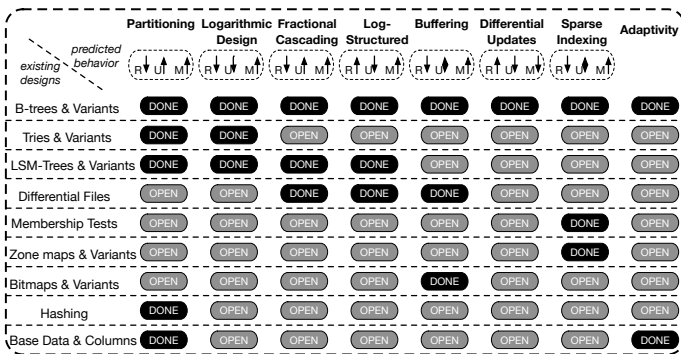 Partitioning Logarithmic Design Fractional Cascading Log-Structured Buffering Differential Updates Sparse Indexing Adaptivity
predicted behavior
existing designs
R U M R U M R U M R U M R U M R U M R U M
B-trees & Variants DONE DONE DONE DONE DONE DONE DONE DONE
Tries & Variants DONE DONE OPEN OPEN OPEN OPEN OPEN OPEN
LSM-Trees & Variants DONE DONE DONE DONE OPEN OPEN OPEN OPEN
Differential Files OPEN OPEN DONE DONE DONE OPEN OPEN OPEN
Membership Tests OPEN OPEN OPEN OPEN OPEN OPEN DONE OPEN
Zone maps & Variants OPEN OPEN OPEN OPEN OPEN OPEN DONE OPEN
Bitmaps & Variants OPEN OPEN OPEN OPEN DONE OPEN OPEN OPEN
Hashing DONE OPEN OPEN OPEN OPEN OPEN OPEN OPEN
Base Data & Columns DONE OPEN OPEN OPEN OPEN OPEN OPEN DONE